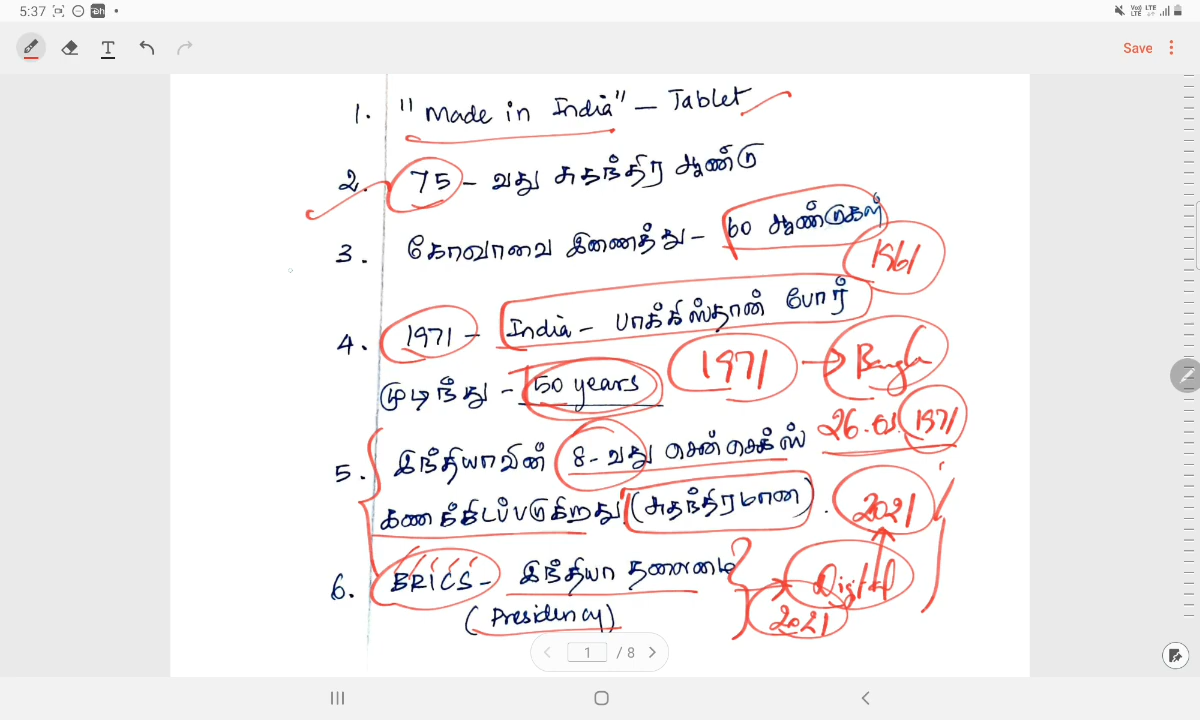 5:37
Save
1. "Made in India" – Tablet
2. 75 – வது சுதந்திர ஆண்டு
3. கோவாவை இணைத்து – 60 ஆண்டுகள்
1961
4. 1971 – India – பாக்கிஸ்தான் போர்
முடிந்து – 50 years 1971 → Bangla
26. 1971
5. இந்தியாவின் 8-வது சென்செக்ஸ்
கணக்கிடப்படுகிறது (சுதந்திரமான). 2021
6. BRICS – இந்தியா தலைமை Digital
(Presidency) 2021
1 / 8